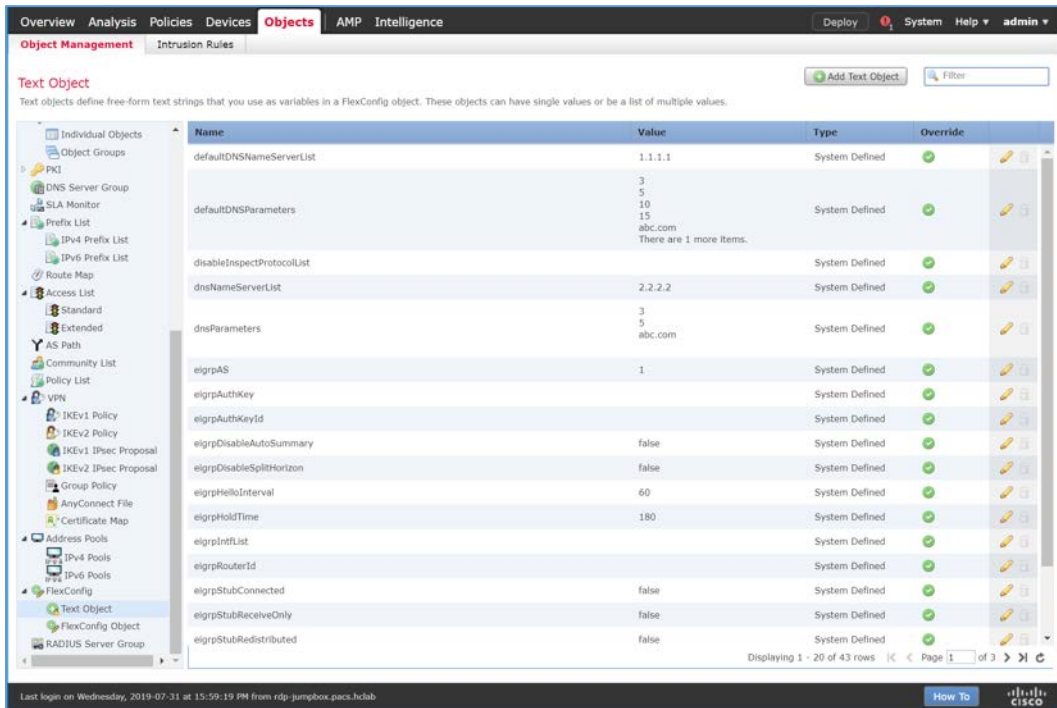 Overview Analysis Policies Devices Objects AMP Intelligence Deploy System Help admin
Object Management Intrusion Rules
Text Object
Add Text Object Filter
Text objects define free-form text strings that you use as variables in a FlexConfig object. These objects can have single values or be a list of multiple values.
Individual Objects
Object Groups
PKI
DNS Server Group
SLA Monitor
Prefix List
IPv4 Prefix List
IPv6 Prefix List
Route Map
Access List
Standard
Extended
AS Path
Community List
Policy List
VPN
IKEv1 Policy
IKEv2 Policy
IKEv1 IPsec Proposal
IKEv2 IPsec Proposal
Group Policy
AnyConnect File
Certificate Map
Address Pools
IPv4 Pools
IPv6 Pools
FlexConfig
Text Object
FlexConfig Object
RADIUS Server Group
Name Value Type Override
defaultDNSNameServerList 1.1.1.1 System Defined
defaultDNSParameters System Defined
3
5
10
15
abc.com
There are 1 more items.
disableInspectProtocolList System Defined
dnsNameServerList 2.2.2.2 System Defined
dnsParameters System Defined
3
5
abc.com
eigrpAS 1 System Defined
eigrpAuthKey System Defined
eigrpAuthKeyId System Defined
eigrpDisableAutoSummary false System Defined
eigrpDisableSplitHorizon false System Defined
eigrpHelloInterval 60 System Defined
eigrpHoldTime 180 System Defined
eigrpIntfList System Defined
eigrpRouterId System Defined
eigrpStubConnected false System Defined
eigrpStubReceiveOnly false System Defined
eigrpStubRedistributed false System Defined
Displaying 1 - 20 of 43 rows Page 1 of 3
Last login on Wednesday, 2019-07-31 at 15:59:19 PM from rdp-jumpbox.pacs.hclab How To
CISCO